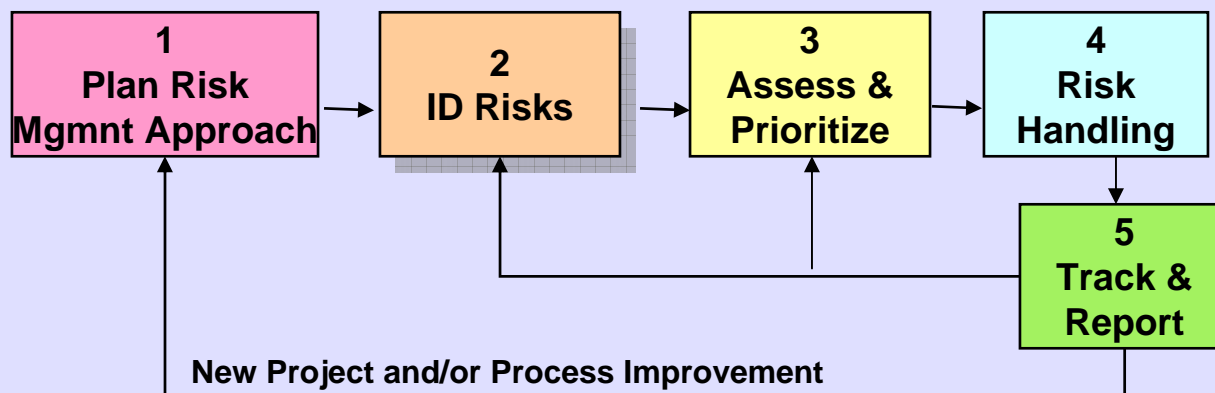 1
Plan Risk
Mgmnt Approach
2
ID Risks
3
Assess &
Prioritize
4
Risk
Handling
5
Track &
Report
New Project and/or Process Improvement